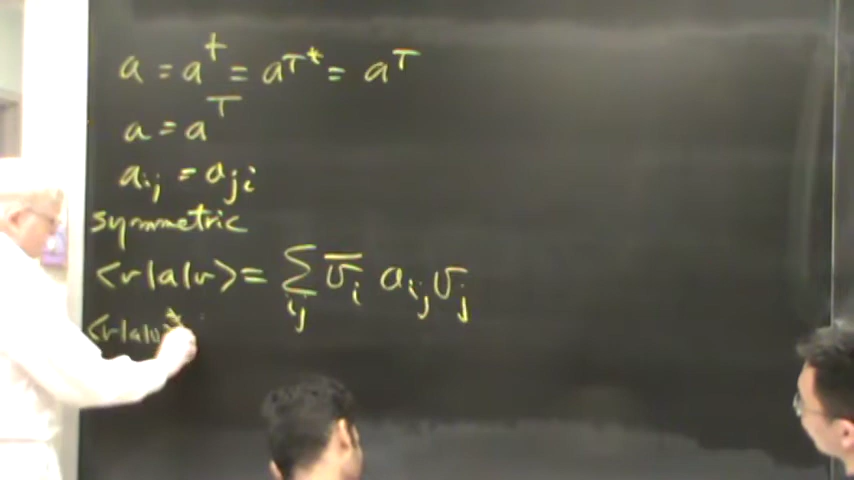 a = a† = aᵀ* = aᵀ
a = aᵀ
aᵢⱼ = aⱼᵢ
symmetric
<v|a|v> = ∑ᵢⱼ v̅ᵢ aᵢⱼ vⱼ
<v|a|v>*